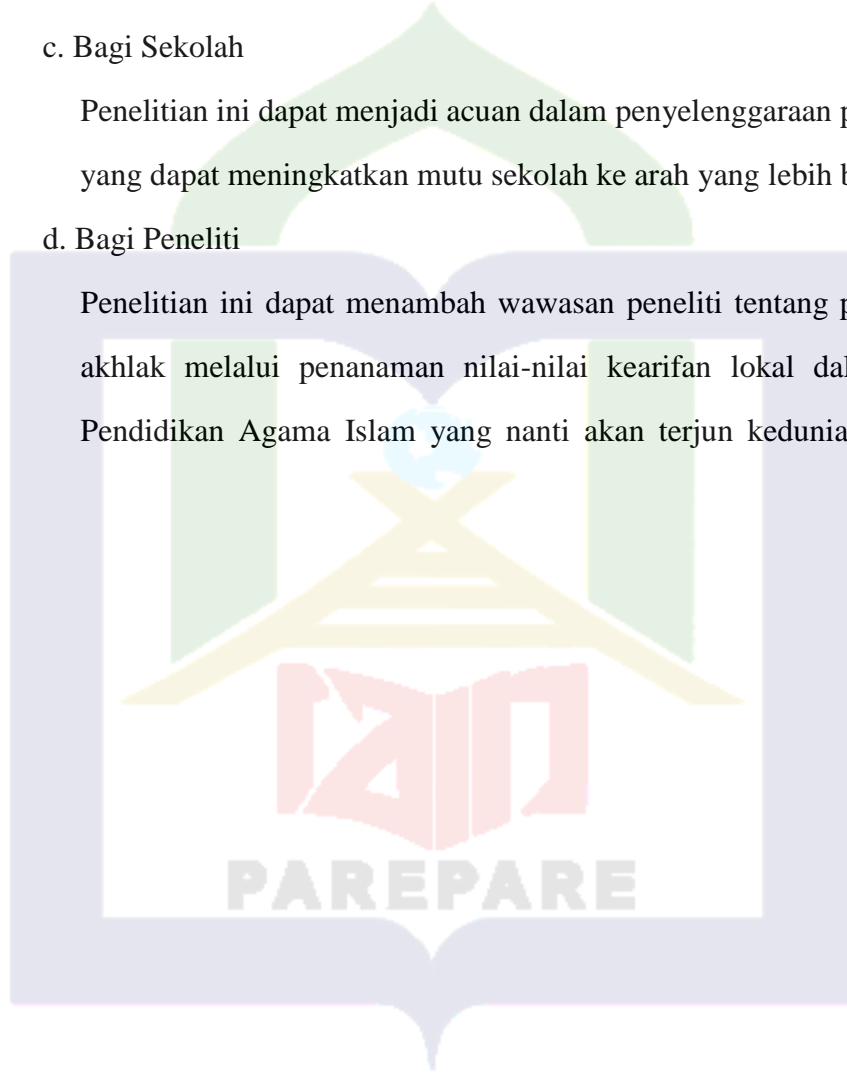 c. Bagi Sekolah
Penelitian ini dapat menjadi acuan dalam penyelenggaraan
yang dapat meningkatkan mutu sekolah ke arah yang lebih
d. Bagi Peneliti
Penelitian ini dapat menambah wawasan peneliti tentang
akhlak melalui penanaman nilai-nilai kearifan lokal
Pendidikan Agama Islam yang nanti akan terjun kedunia
iain
PAREPARE